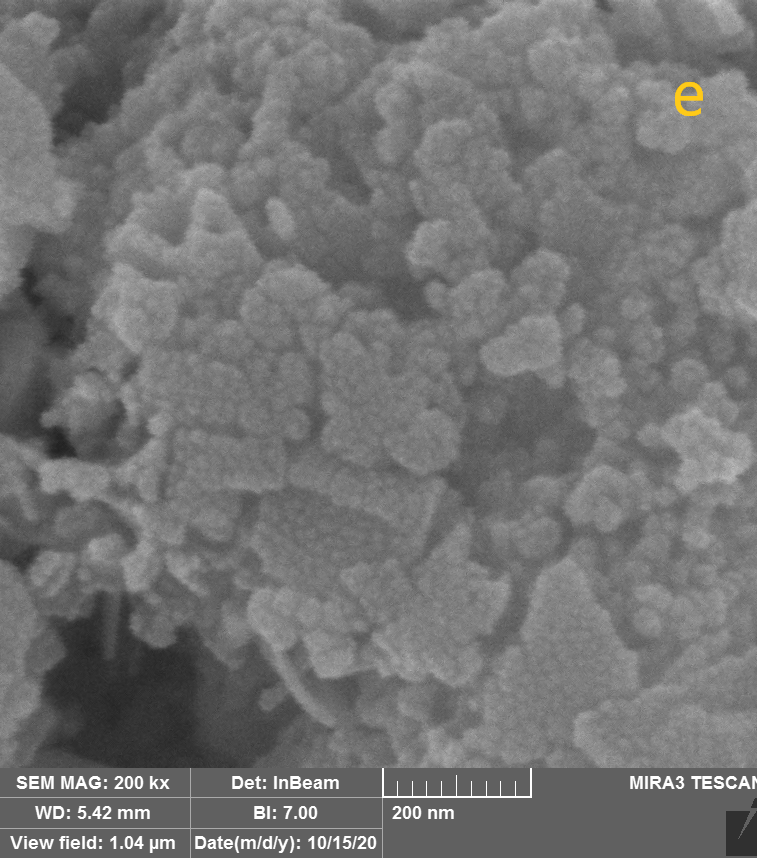 e
SEM MAG: 200 kx Det: InBeam MIRA3 TESCAN
WD: 5.42 mm BI: 7.00 200 nm
View field: 1.04 µm Date(m/d/y): 10/15/20